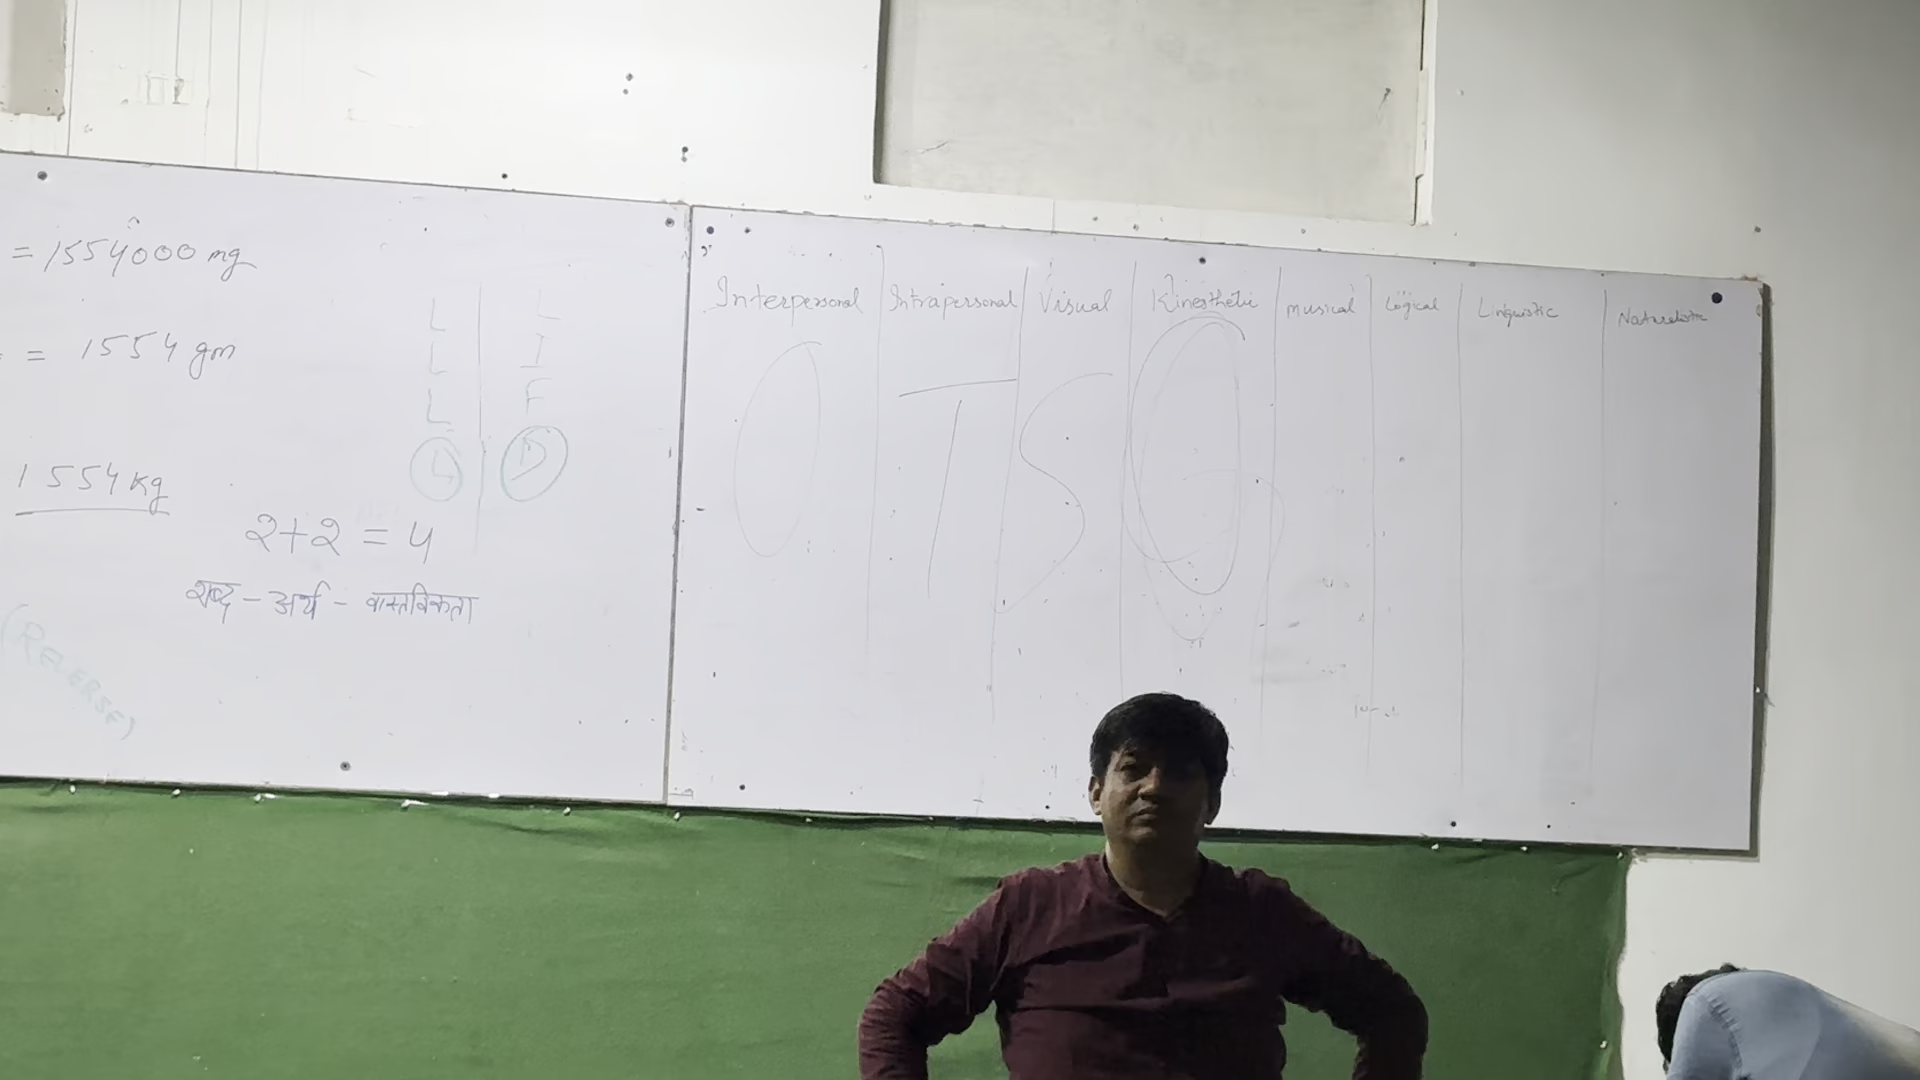 = 1554000 mg
= 1554 gm
1554 kg
L
L
L
L
L
I
F
D
2+2 = 4
शब्द - अर्थ - वास्तविकता
(REVERSE)
Interpersonal Intrapersonal Visual Kinesthetic musical Logical Linguistic Naturalistic